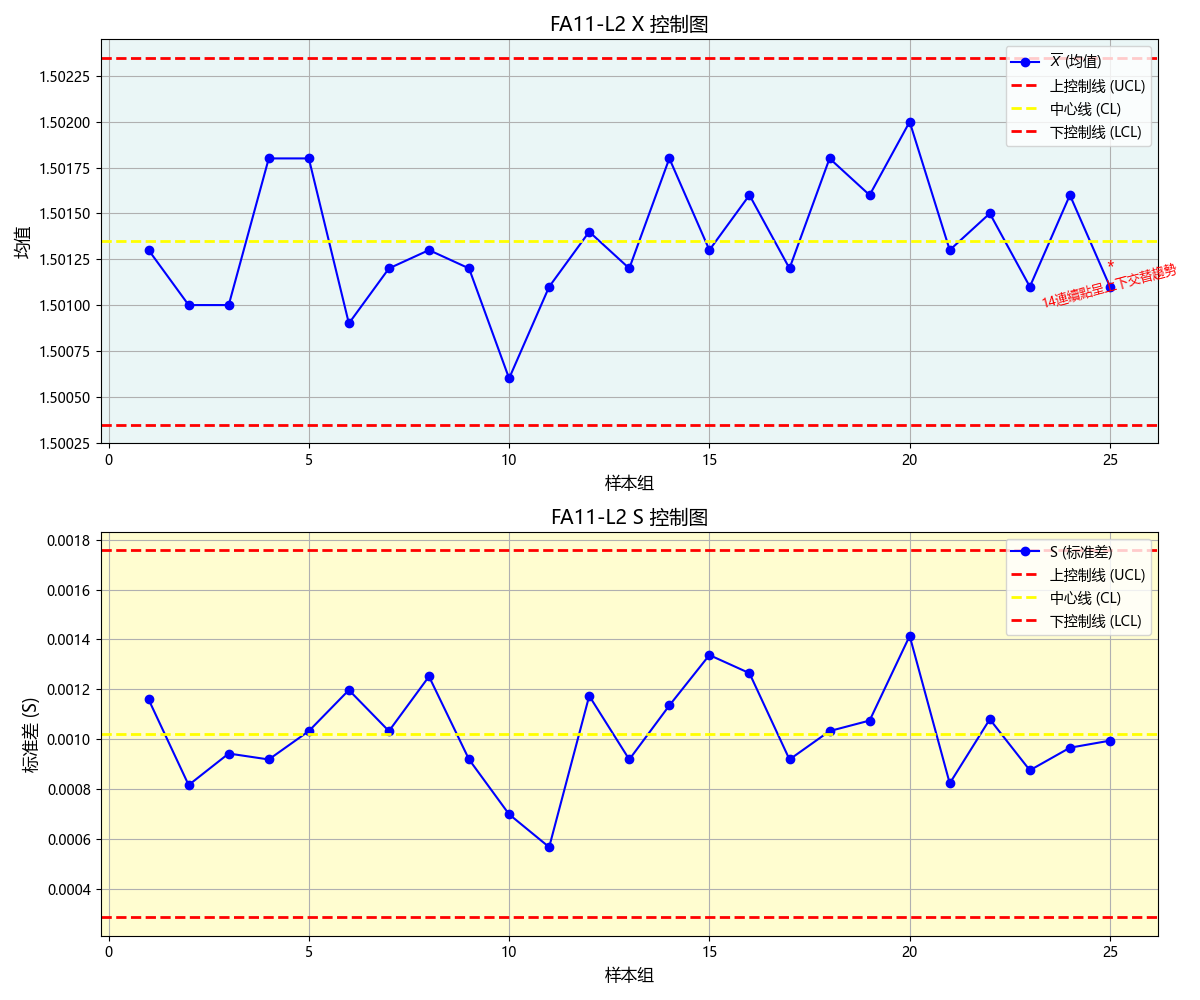 FA11-L2 X 控制图
1.50225
1.50200
1.50175
1.50150
1.50125
1.50100
1.50075
1.50050
1.50025
均值
X (均值)
上控制线 (UCL)
中心线 (CL)
下控制线 (LCL)
*
14連續點呈上下交替趨勢
0 5 10 15 20 25
样本组
FA11-L2 S 控制图
0.0018
0.0016
0.0014
0.0012
0.0010
0.0008
0.0006
0.0004
标准差 (S)
S (标准差)
上控制线 (UCL)
中心线 (CL)
下控制线 (LCL)
0 5 10 15 20 25
样本组